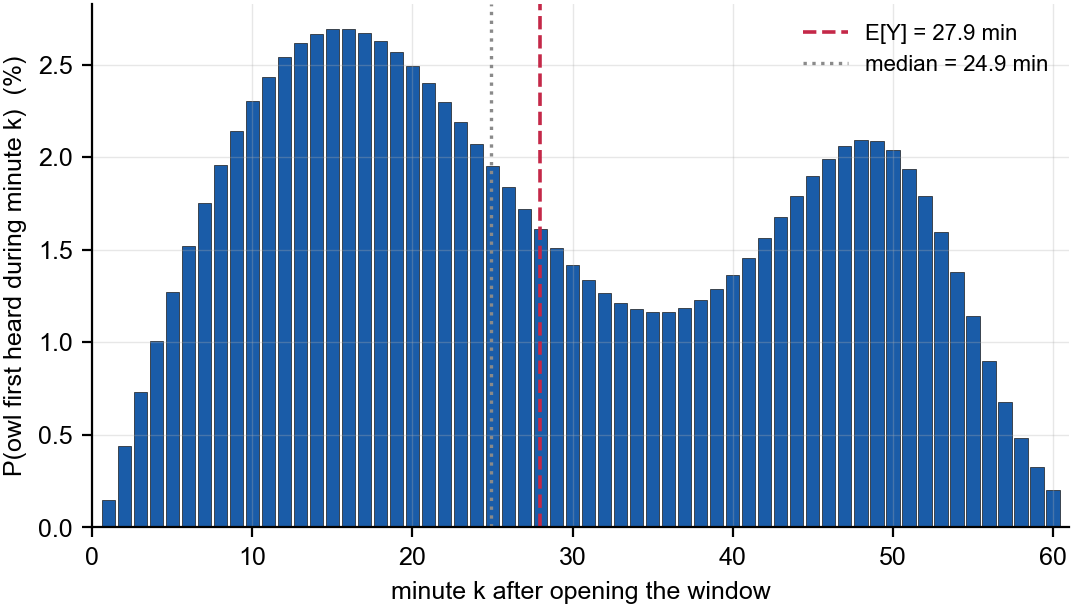 E[Y] = 27.9 min
median = 24.9 min
P(owl first heard during minute k)  (%)
2.5
2.0
1.5
1.0
0.5
0.0
0 10 20 30 40 50 60
minute k after opening the window